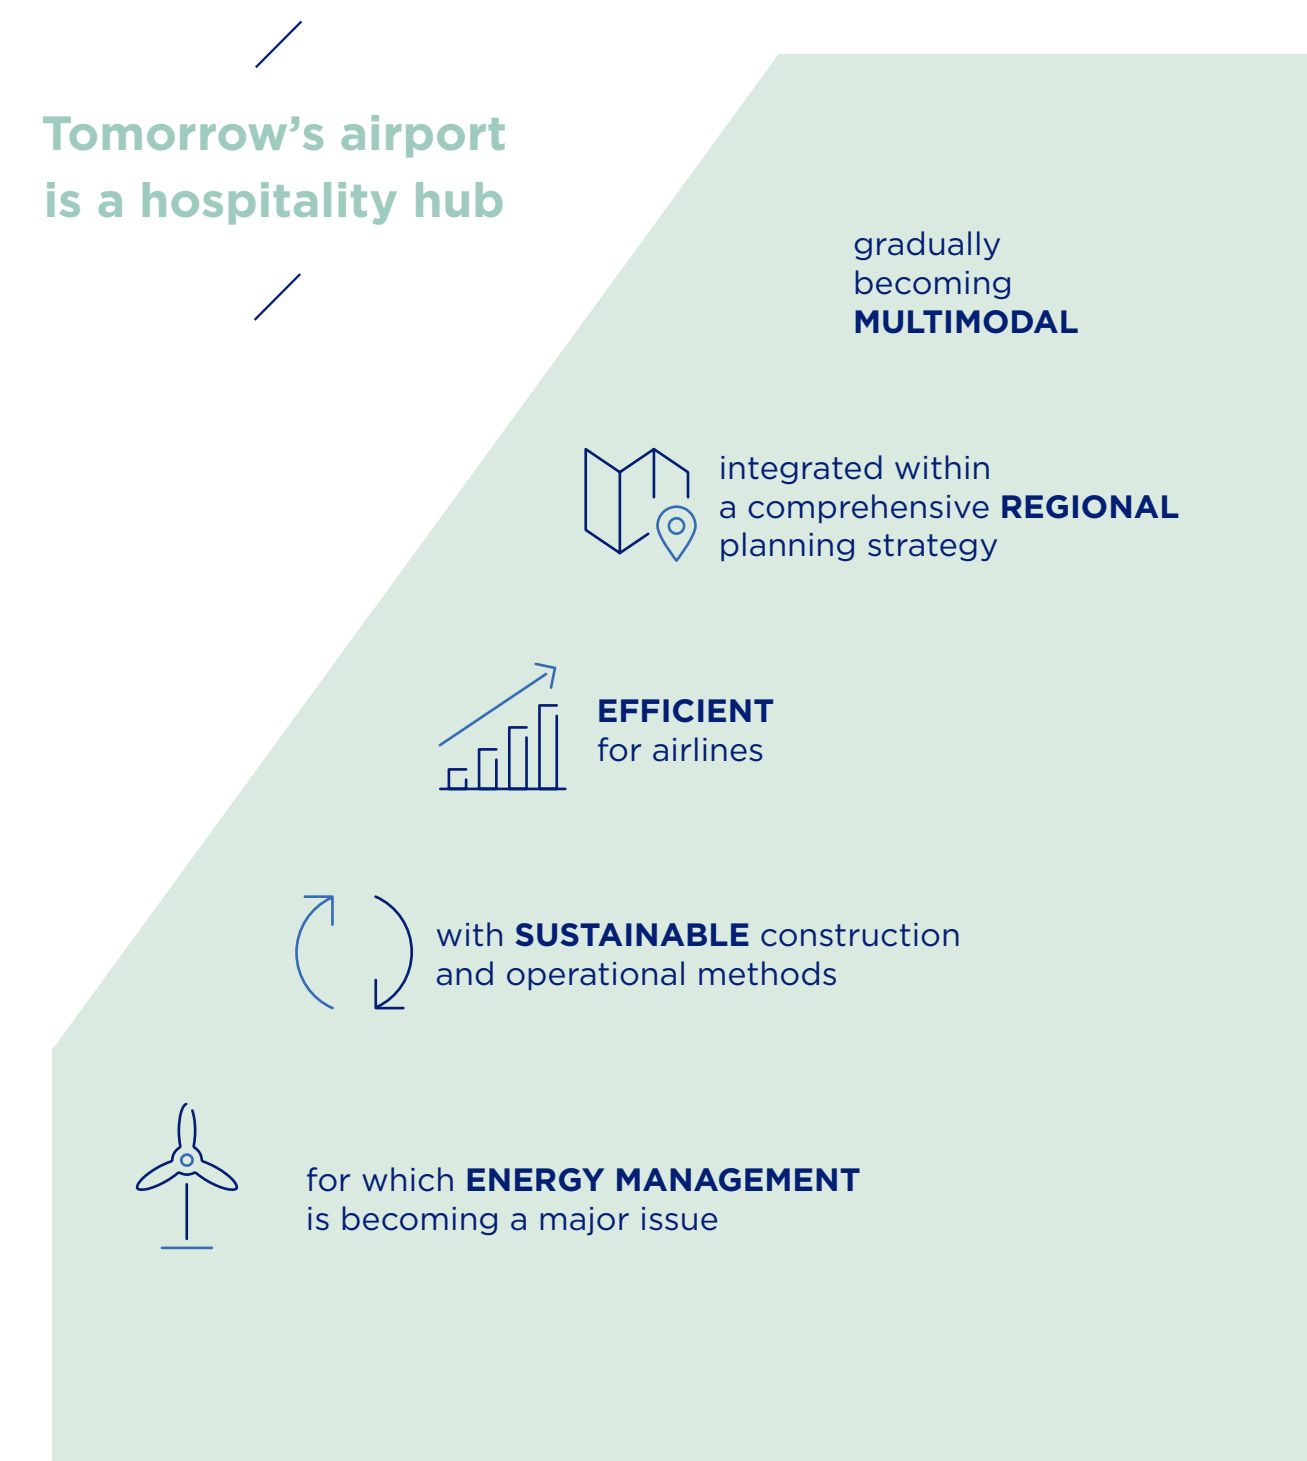 Tomorrow’s airport
is a hospitality hub
gradually
becoming
MULTIMODAL
integrated within
a comprehensive REGIONAL
planning strategy
EFFICIENT
for airlines
with SUSTAINABLE construction
and operational methods
for which ENERGY MANAGEMENT
is becoming a major issue